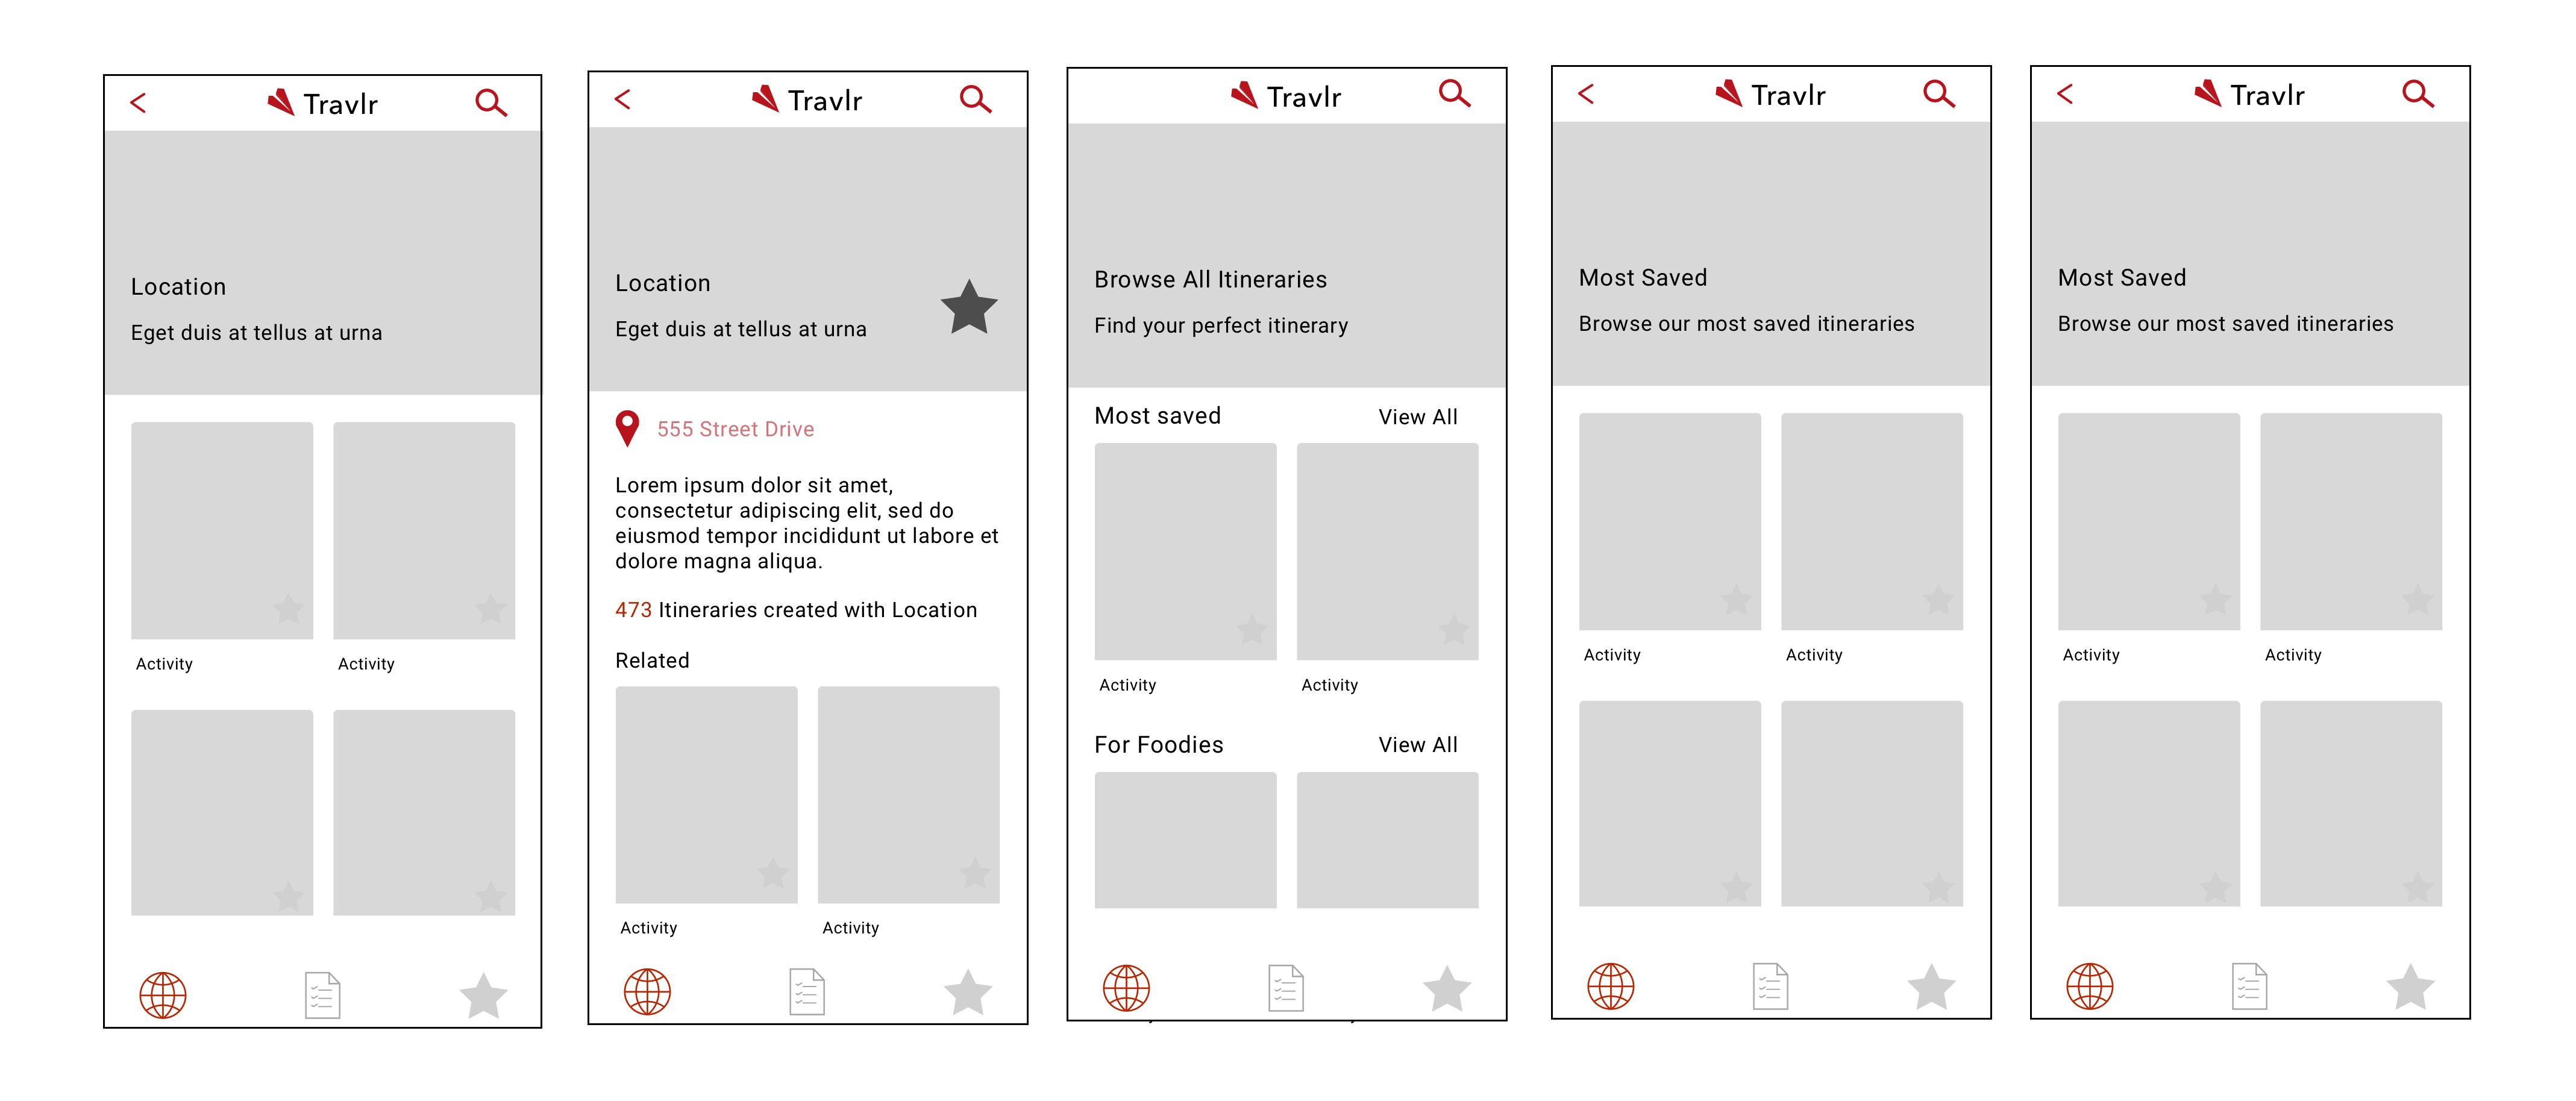 Travlr
Location
Eget duis at tellus at urna
Activity
Activity
Travlr
Location
Eget duis at tellus at urna
555 Street Drive
Lorem ipsum dolor sit amet,
consectetur adipiscing elit, sed do
eiusmod tempor incididunt ut labore et
dolore magna aliqua.
473 Itineraries created with Location
Related
Activity
Activity
Travlr
Browse All Itineraries
Find your perfect itinerary
Most saved
View All
Activity
Activity
For Foodies
View All
Travlr
Most Saved
Browse our most saved itineraries
Activity
Activity
Travlr
Most Saved
Browse our most saved itineraries
Activity
Activity